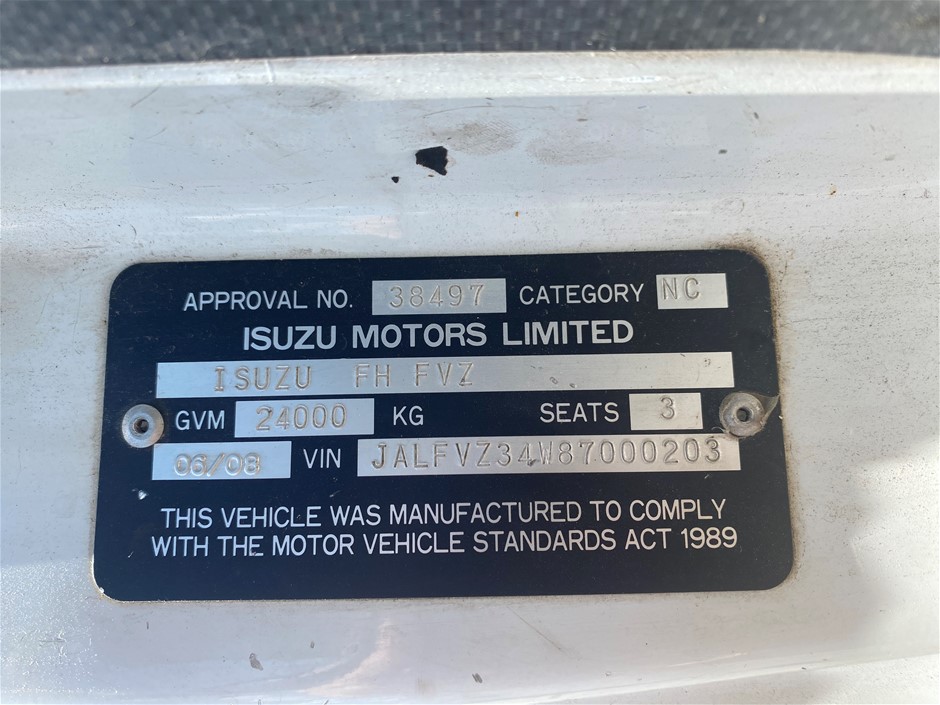 APPROVAL NO. 38497 CATEGORY NC
ISUZU MOTORS LIMITED
ISUZU FH FVZ
GVM 24000 KG SEATS 3
06/08 VIN JALFVZ34W87000203
THIS VEHICLE WAS MANUFACTURED TO COMPLY
WITH THE MOTOR VEHICLE STANDARDS ACT 1989